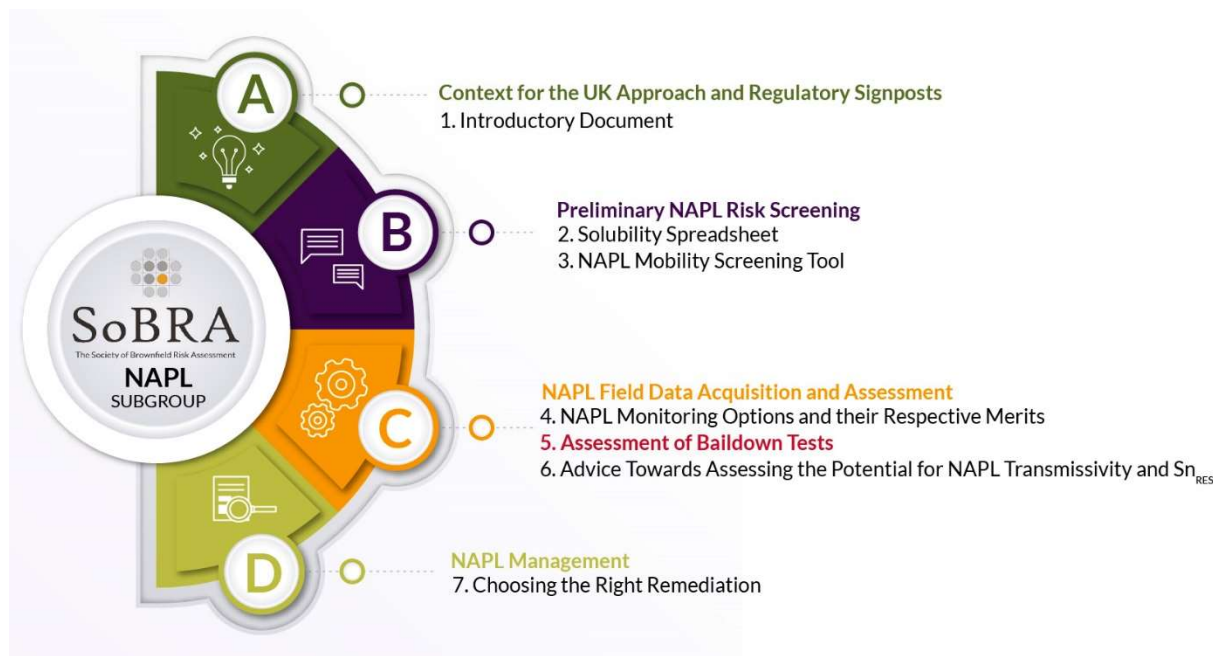 A
Context for the UK Approach and Regulatory Signposts
1. Introductory Document
B
Preliminary NAPL Risk Screening
2. Solubility Spreadsheet
3. NAPL Mobility Screening Tool
SoBRA
The Society of Brownfield Risk Assessment
NAPL
SUBGROUP
C
NAPL Field Data Acquisition and Assessment
4. NAPL Monitoring Options and their Respective Merits
5. Assessment of Baildown Tests
6. Advice Towards Assessing the Potential for NAPL Transmissivity and Sn RES
D
NAPL Management
7. Choosing the Right Remediation